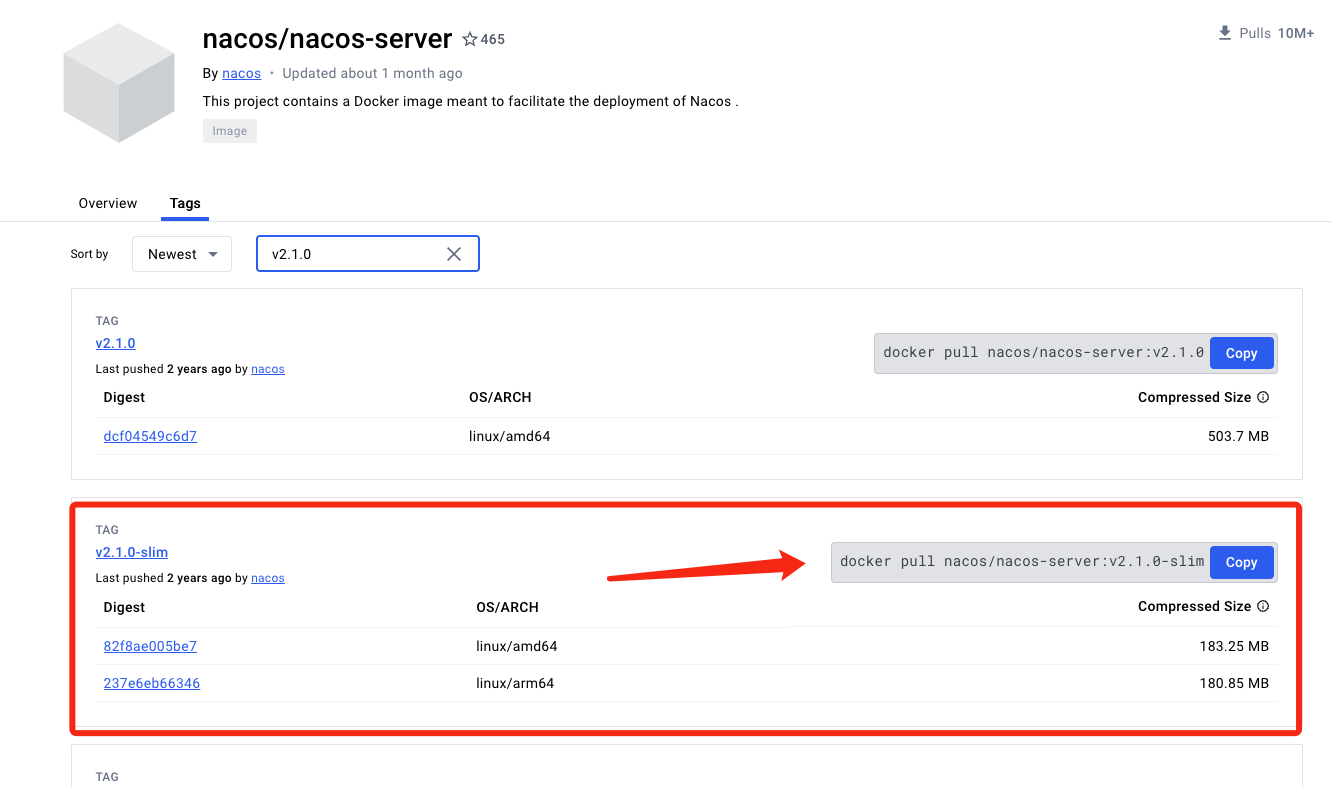 nacos/nacos-server 465
Pulls 10M+
By nacos • Updated about 1 month ago
This project contains a Docker image meant to facilitate the deployment of Nacos .
Image
Overview Tags
Sort by Newest v2.1.0
TAG
v2.1.0
docker pull nacos/nacos-server:v2.1.0 Copy
Last pushed 2 years ago by nacos
Digest OS/ARCH Compressed Size
dcf04549c6d7 linux/amd64 503.7 MB
TAG
v2.1.0-slim
docker pull nacos/nacos-server:v2.1.0-slim Copy
Last pushed 2 years ago by nacos
Digest OS/ARCH Compressed Size
82f8ae005be7 linux/amd64 183.25 MB
237e6eb66346 linux/arm64 180.85 MB
TAG